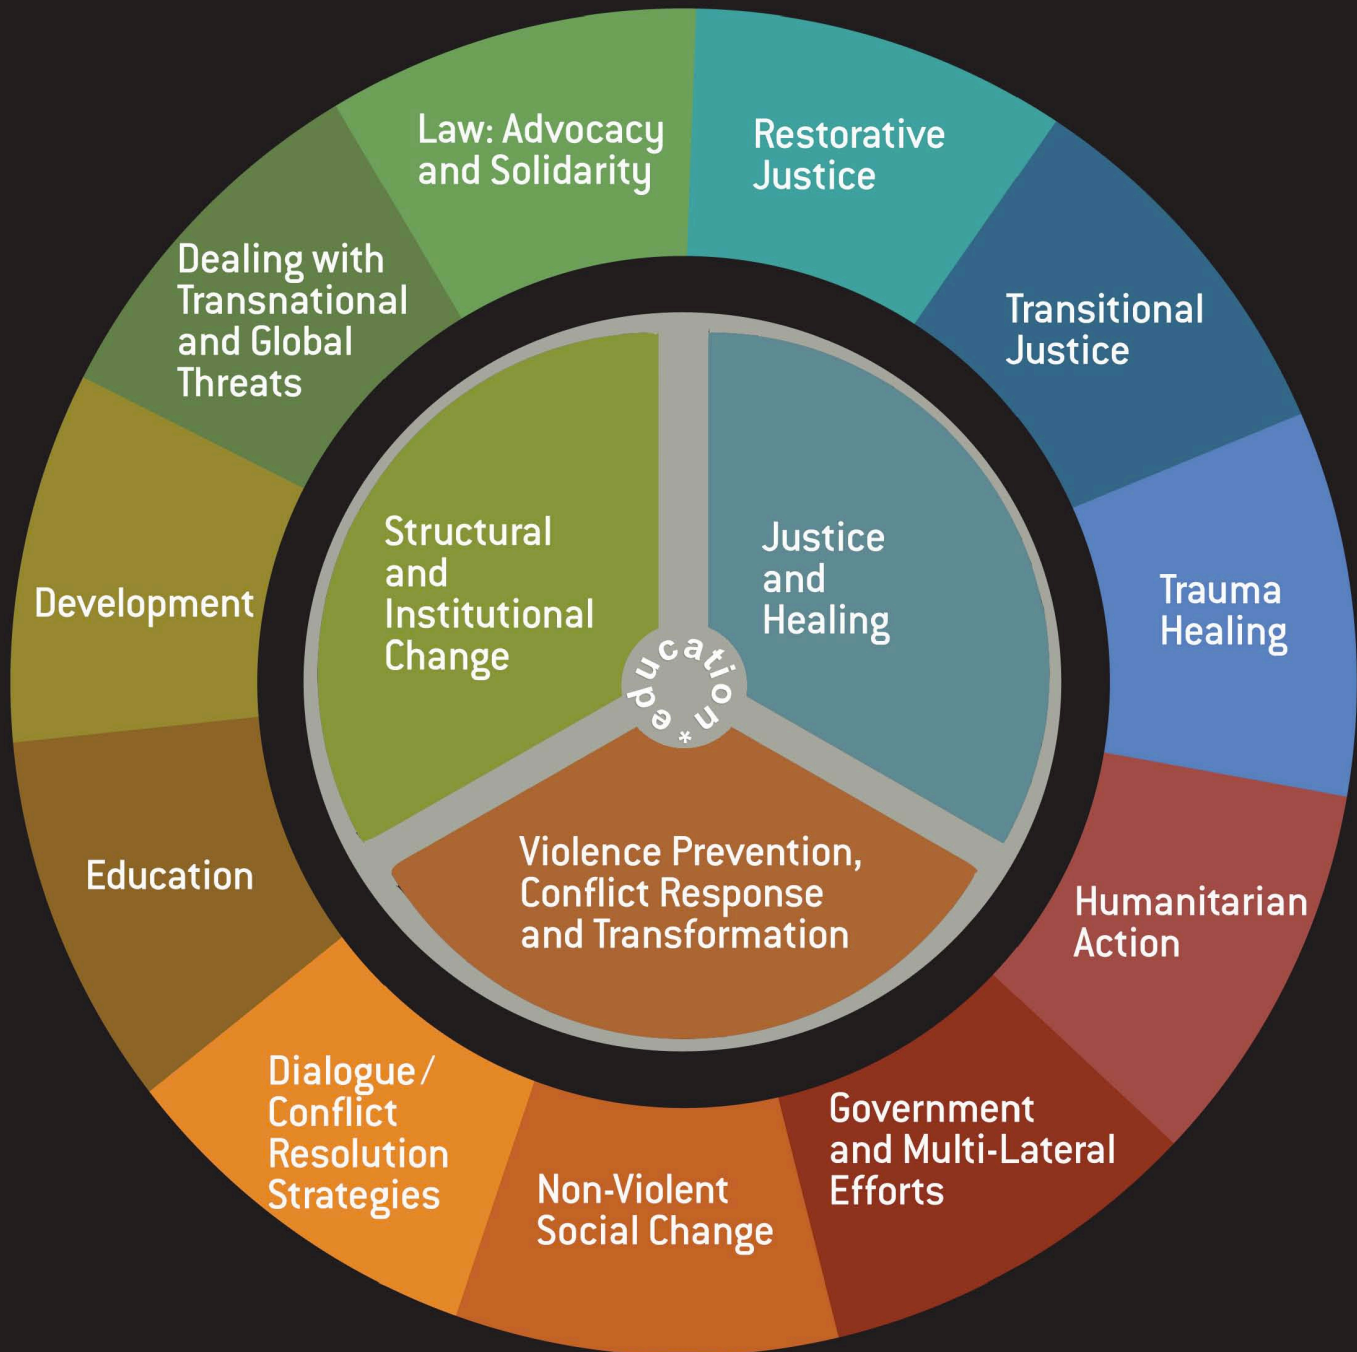 Law: Advocacy
and Solidarity
Restorative
Justice
Transitional
Justice
Trauma
Healing
Humanitarian
Action
Government
and Multi-Lateral
Efforts
Non-Violent
Social Change
Dialogue/
Conflict
Resolution
Strategies
Education
Development
Dealing with
Transnational
and Global
Threats
Structural
and
Institutional
Change
Justice
and
Healing
Violence Prevention,
Conflict Response
and Transformation
education*